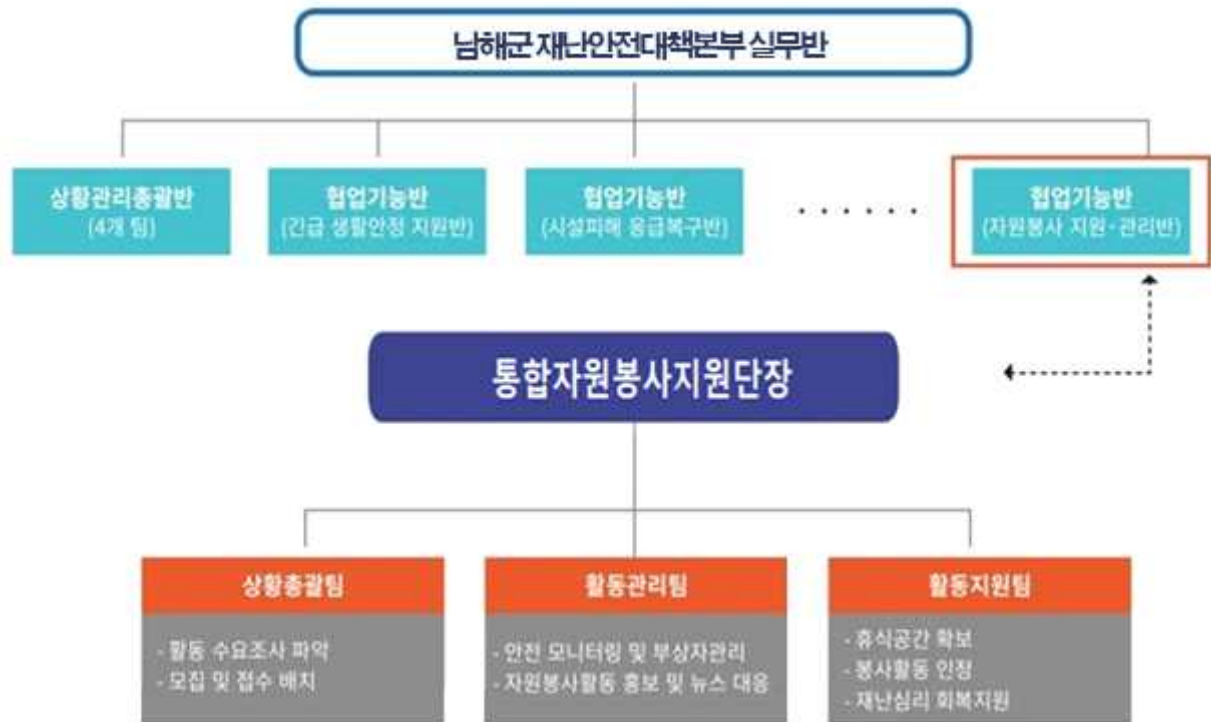 남해군 재난안전대책본부 실무반
상황관리총괄반
(4개 팀)
협업기능반
(긴급 생활안정 지원반)
협업기능반
(시설피해 응급복구반)
· · · · · ·
협업기능반
(자원봉사 지원·관리반)
통합자원봉사지원단장
상황총괄팀
- 활동 수요조사 파악
- 모집 및 접수 배치
활동관리팀
- 안전 모니터링 및 부상자관리
- 자원봉사활동 홍보 및 뉴스 대응
활동지원팀
- 휴식공간 확보
- 봉사활동 인정
- 재난심리 회복지원